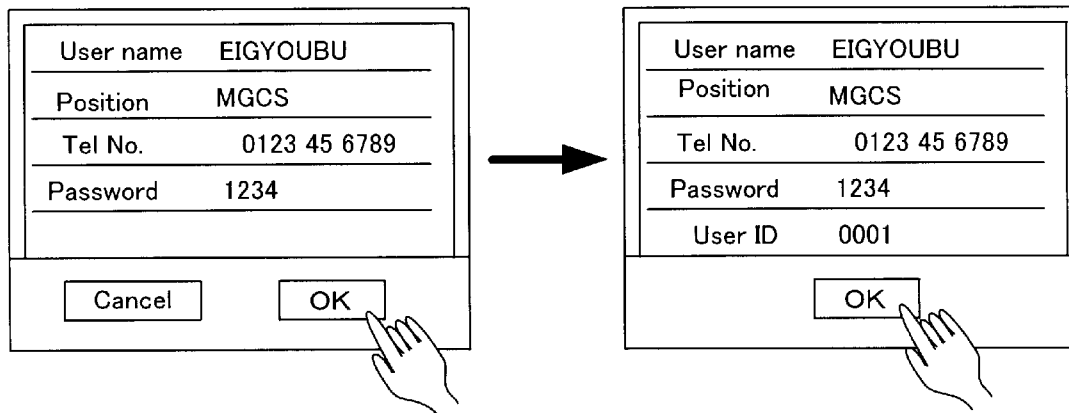 User name EIGYOUBU
Position MGCS
Tel No. 0123 45 6789
Password 1234
Cancel OK
User name EIGYOUBU
Position MGCS
Tel No. 0123 45 6789
Password 1234
User ID 0001
OK